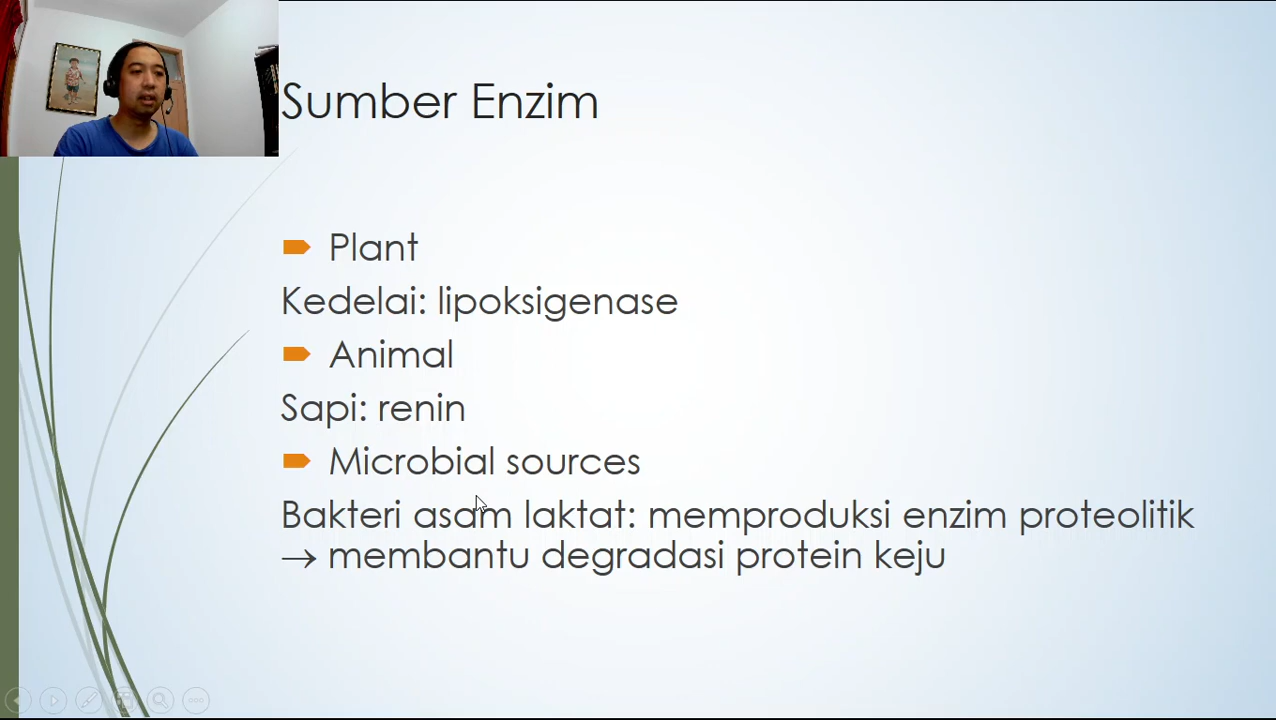 Sumber Enzim
Plant
Kedelai: lipoksigenase
Animal
Sapi: renin
Microbial sources
Bakteri asam laktat: memproduksi enzim proteolitik
→ membantu degradasi protein keju